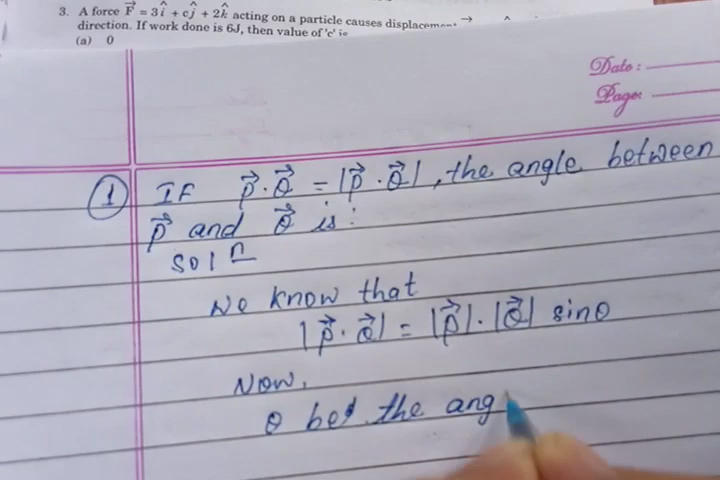 3. A force F⃗ = 3î + cĵ + 2k̂ acting on a particle causes
direction. If work done is 6J, then value of 'c' is
(a) 0
Date :
Page:
① If P⃗ . Q⃗ = |P⃗ . Q⃗| , the angle between
P⃗ and Q⃗ is :
Solⁿ
We know that
|P⃗ . Q⃗| = |P⃗| . |Q⃗| sinθ
Now,
θ be the ang